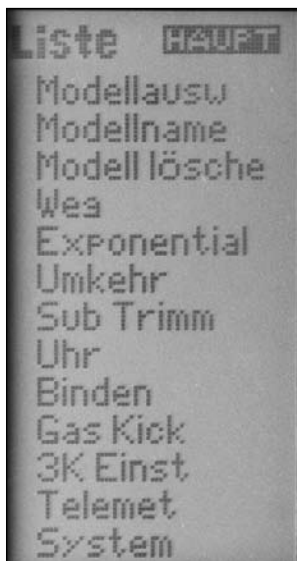 Liste HAUPT
Modellausw
Modellname
Modell lösche
Weg
Exponential
Umkehr
Sub Trimm
Uhr
Binden
Gas Kick
3K Einst
Telemet
System